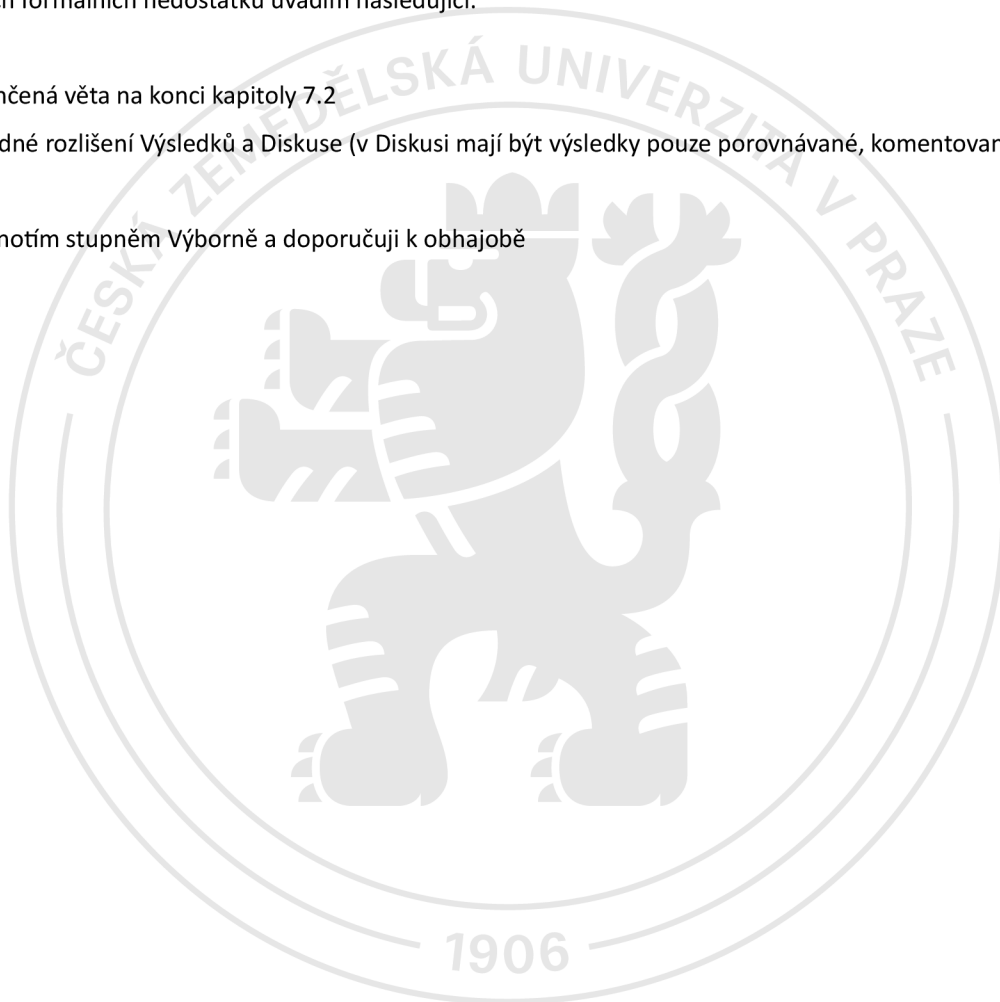 ch formálních nedostatků uvádím následující:
nčená věta na konci kapitoly 7.2
dné rozlišení Výsledků a Diskuse (v Diskusi mají být výsledky pouze porovnávané, komentovan
notím stupněm Výborně a doporučuji k obhajobě
ČESKÁ ZEMĚDĚLSKÁ UNIVERZITA V PRAZE
1906